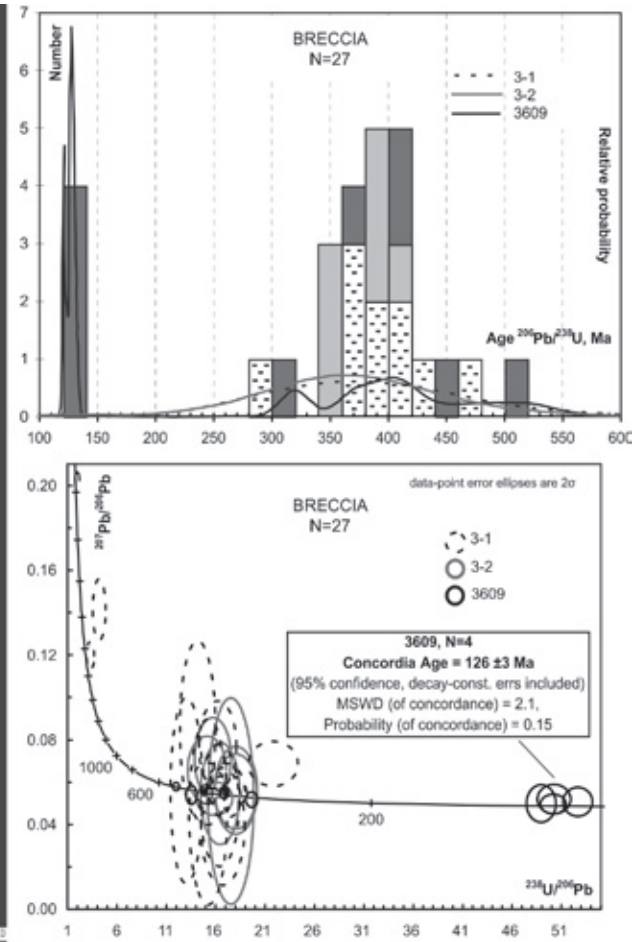 7
6
5
4
3
2
1
0
Number
BRECCIA
N=27
3-1
3-2
3609
Relative probability
Age ²⁰⁶Pb/²³⁸U, Ma
100 150 200 250 300 350 400 450 500 550 600
0.20
0.16
0.12
0.08
0.04
0.00
²⁰⁷Pb/²⁰⁶Pb
data-point error ellipses are 2σ
BRECCIA
N=27
3-1
3-2
3609
3609, N=4
Concordia Age = 126 ±3 Ma
(95% confidence, decay-const. errs included)
MSWD (of concordance) = 2.1,
Probability (of concordance) = 0.15
1000
600
200
²³⁸U/²⁰⁶Pb
1 6 11 16 21 26 31 36 41 46 51